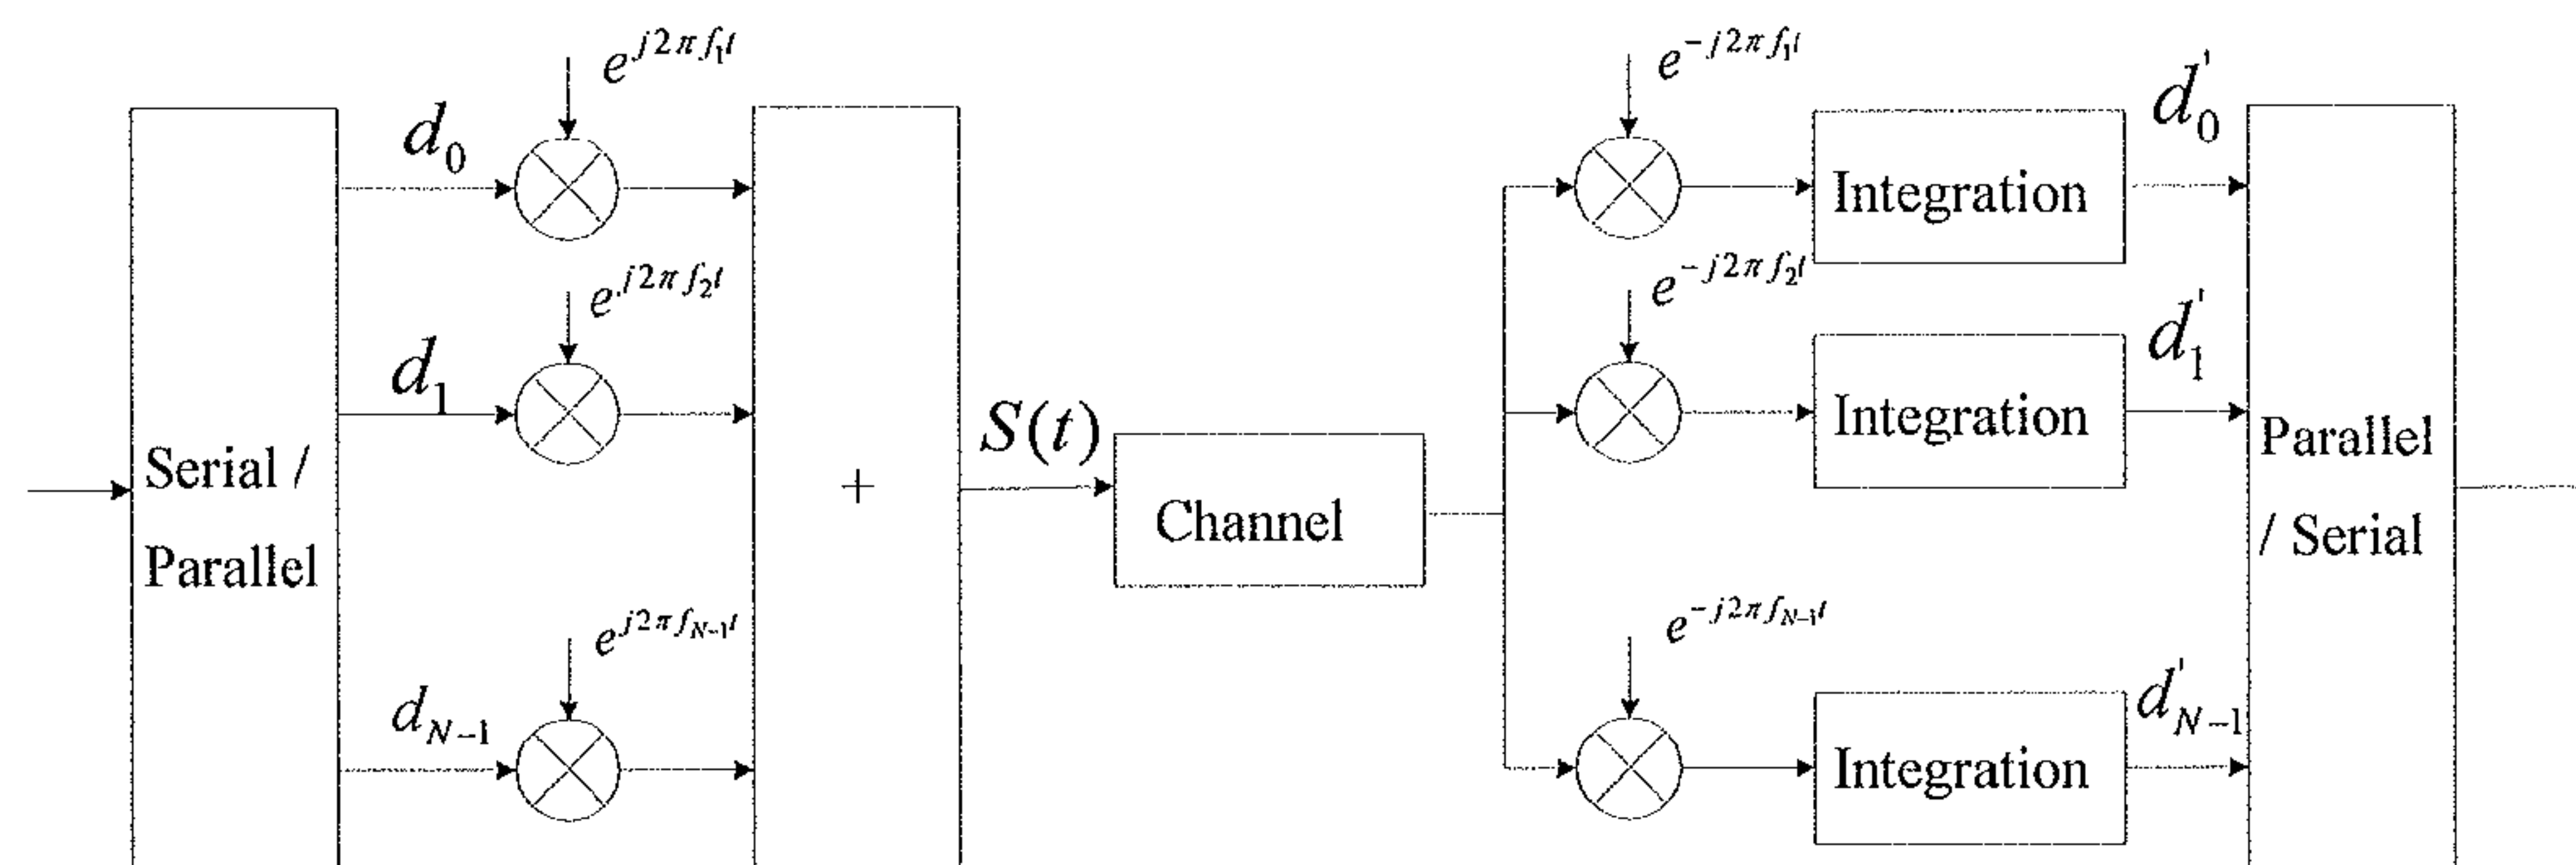 e^{j2πf_1t}
d_0
e^{j2πf_2t}
d_1
Serial /
Parallel
e^{j2πf_{N-1}t}
d_{N-1}
+
S(t)
Channel
e^{-j2πf_1t}
Integration
d'_0
e^{-j2πf_2t}
Integration
d'_1
e^{-j2πf_{N-1}t}
Integration
d'_{N-1}
Parallel
/ Serial